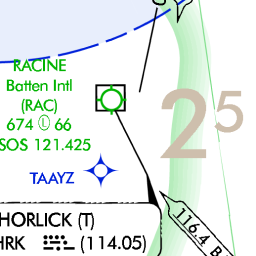 RACINE
Batten Intl
(RAC)
674 Ⓛ 66
SOS 121.425
25
TAAYZ
HORLICK (T)
HRK (114.05)
116.4 B